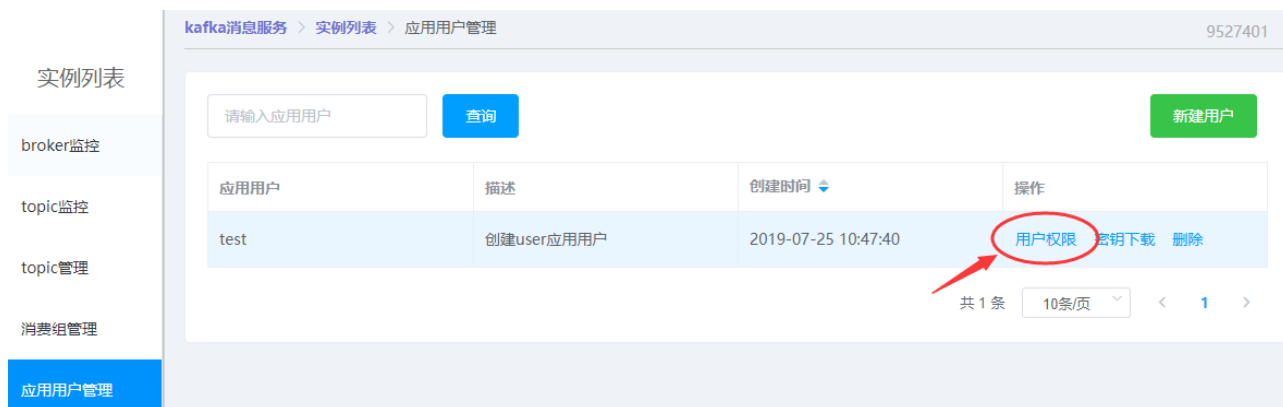 kafka消息服务 > 实例列表 > 应用用户管理
9527401
实例列表
broker监控
topic监控
topic管理
消费组管理
应用用户管理
请输入应用用户 查询 新建用户
应用用户 描述 创建时间 操作
test 创建user应用用户 2019-07-25 10:47:40 用户权限 密钥下载 删除
共 1 条 10条/页 < 1 >